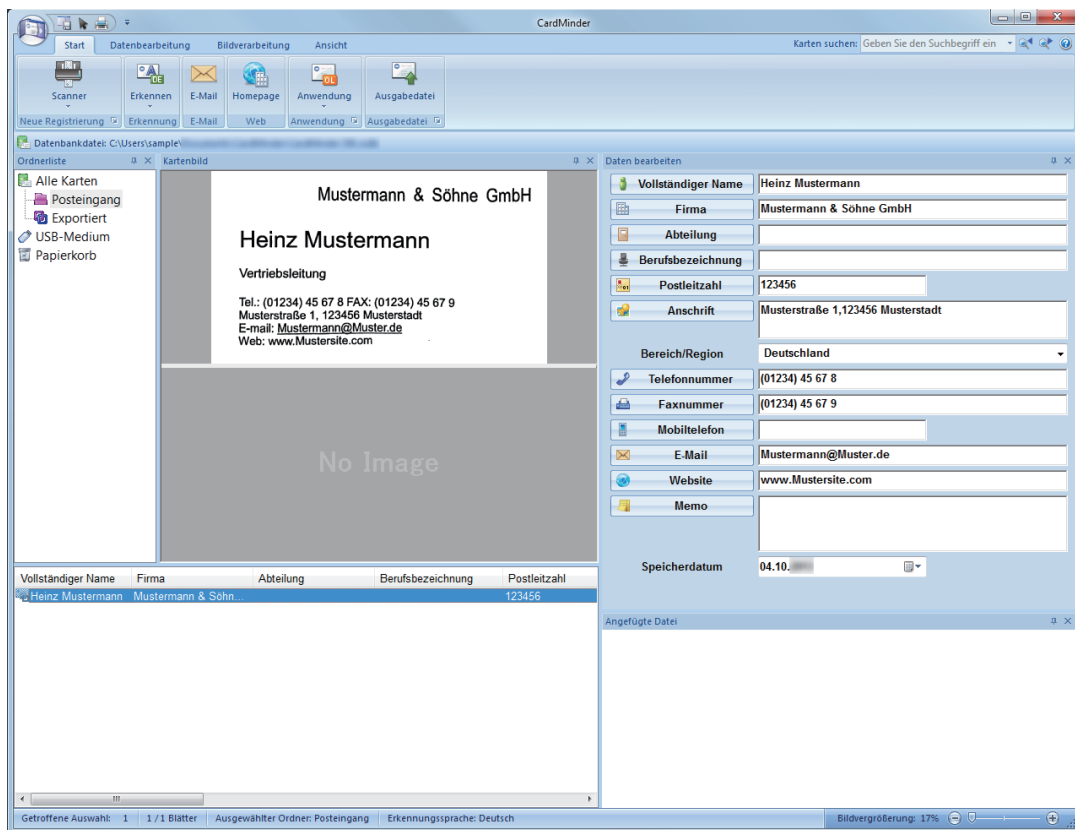 CardMinder
Start Datenbearbeitung Bildverarbeitung Ansicht
Karten suchen: Geben Sie den Suchbegriff ein
Scanner Erkennen E-Mail Homepage Anwendung Ausgabedatei
Neue Registrierung Erkennung E-Mail Web Anwendung Ausgabedatei
Datenbankdatei: C:\Users\sample\
Ordnerliste
Alle Karten
Posteingang
Exportiert
USB-Medium
Papierkorb
Kartenbild
Mustermann & Söhne GmbH
Heinz Mustermann
Vertriebsleitung
Tel.: (01234) 45 67 8 FAX: (01234) 45 67 9
Musterstraße 1, 123456 Musterstadt
E-mail: Mustermann@Muster.de
Web: www.Mustersite.com
No Image
Daten bearbeiten
Vollständiger Name Heinz Mustermann
Firma Mustermann & Söhne GmbH
Abteilung
Berufsbezeichnung
Postleitzahl 123456
Anschrift Musterstraße 1,123456 Musterstadt
Bereich/Region Deutschland
Telefonnummer (01234) 45 67 8
Faxnummer (01234) 45 67 9
Mobiltelefon
E-Mail Mustermann@Muster.de
Website www.Mustersite.com
Memo
Speicherdatum 04.10.
Vollständiger Name Firma Abteilung Berufsbezeichnung Postleitzahl
Heinz Mustermann Mustermann & Söhn... 123456
Angefügte Datei
Getroffene Auswahl: 1 1 / 1 Blätter Ausgewählter Ordner: Posteingang Erkennungssprache: Deutsch
Bildvergrößerung: 17%